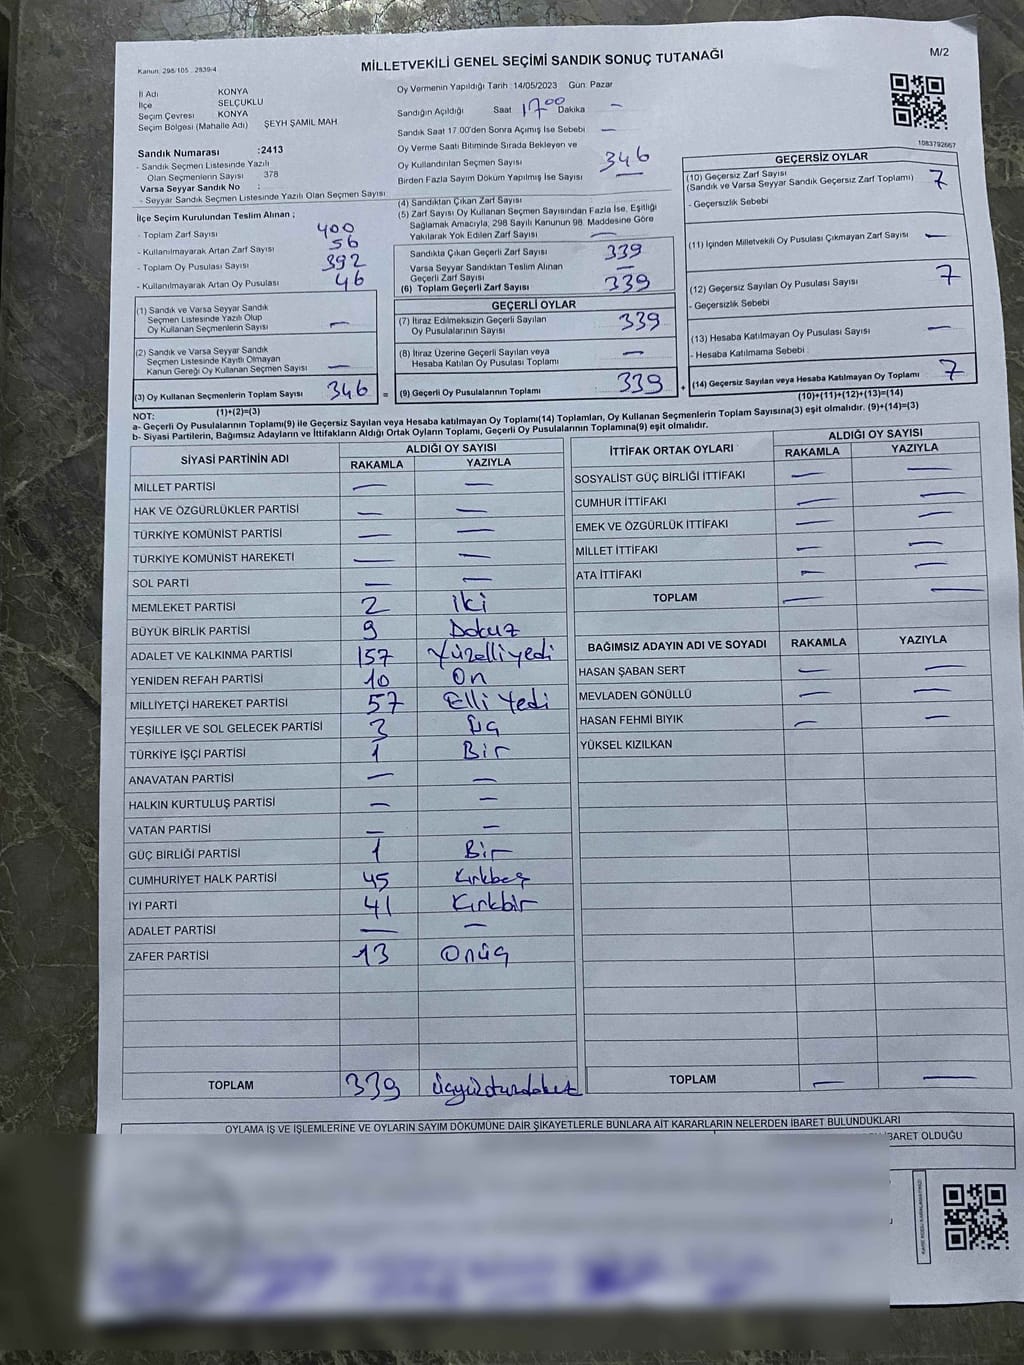 Kanun: 298/105 . 2839-4
MİLLETVEKİLİ GENEL SEÇİMİ SANDIK SONUÇ TUTANAĞI
M/2
İl Adı KONYA
İlçe SELÇUKLU
Seçim Çevresi KONYA
Seçim Bölgesi (Mahalle Adı) ŞEYH ŞAMİL MAH
Sandık Numarası :2413
- Sandık Seçmen Listesinde Yazılı
Olan Seçmenlerin Sayısı 378
Varsa Seyyar Sandık No :
- Seyyar Sandık Seçmen Listesinde Yazılı Olan Seçmen Sayısı
Oy Vermenin Yapıldığı Tarih :14/05/2023 Gün: Pazar
Sandığın Açıldığı Saat 17 00 Dakika —
Sandık Saat 17.00'den Sonra Açımış İse Sebebi —
Oy Verme Saati Bitiminde Sırada Bekleyen ve
Oy Kullandırılan Seçmen Sayısı 346
Birden Fazla Sayım Döküm Yapılmış İse Sayısı —
1083792667
İlçe Seçim Kurulundan Teslim Alınan ;
- Toplam Zarf Sayısı 400
- Kullanılmayarak Artan Zarf Sayısı 56
- Toplam Oy Pusulası Sayısı 392
- Kullanılmayarak Artan Oy Pusulası 46
(1) Sandık ve Varsa Seyyar Sandık
Seçmen Listesinde Yazılı Olup
Oy Kullanan Seçmenlerin Sayısı —
(2) Sandık ve Varsa Seyyar Sandık
Seçmen Listesinde Kayıtlı Olmayan
Kanun Gereği Oy Kullanan Seçmen Sayısı —
(3) Oy Kullanan Seçmenlerin Toplam Sayısı 346 =
(1)+(2)=(3)
(4) Sandıktan Çıkan Zarf Sayısı
(5) Zarf Sayısı Oy Kullanan Seçmen Sayısından Fazla İse, Eşitliği
Sağlamak Amacıyla, 298 Sayılı Kanunun 98. Maddesine Göre
Yakılarak Yok Edilen Zarf Sayısı —
Sandıkta Çıkan Geçerli Zarf Sayısı 339
Varsa Seyyar Sandıktan Teslim Alınan
Geçerli Zarf Sayısı —
(6) Toplam Geçerli Zarf Sayısı 339
GEÇERLİ OYLAR
(7) İtiraz Edilmeksizin Geçerli Sayılan
Oy Pusulalarının Sayısı 339
(8) İtiraz Üzerine Geçerli Sayılan veya
Hesaba Katılan Oy Pusulası Toplamı —
(9) Geçerli Oy Pusulalarının Toplamı 339 +
GEÇERSİZ OYLAR
(10) Geçersiz Zarf Sayısı
(Sandık ve Varsa Seyyar Sandık Geçersiz Zarf Toplamı) 7
- Geçersizlik Sebebi
(11) İçinden Milletvekili Oy Pusulası Çıkmayan Zarf Sayısı —
(12) Geçersiz Sayılan Oy Pusulası Sayısı 7
- Geçersizlik Sebebi
(13) Hesaba Katılmayan Oy Pusulası Sayısı —
- Hesaba Katılmama Sebebi
(14) Geçersiz Sayılan veya Hesaba Katılmayan Oy Toplamı 7
(10)+(11)+(12)+(13)=(14)
NOT:
a- Geçerli Oy Pusulalarının Toplamı(9) ile Geçersiz Sayılan veya Hesaba katılmayan Oy Toplamı(14) Toplamları, Oy Kullanan Seçmenlerin Toplam Sayısına(3) eşit olmalıdır. (9)+(14)=(3)
b- Siyasi Partilerin, Bağımsız Adayların ve İttifakların Aldığı Ortak Oyların Toplamı, Geçerli Oy Pusulalarının Toplamına(9) eşit olmalıdır.
SİYASİ PARTİNİN ADI
ALDIĞI OY SAYISI
RAKAMLA YAZIYLA
MİLLET PARTİSİ — —
HAK VE ÖZGÜRLÜKLER PARTİSİ — —
TÜRKİYE KOMÜNİST PARTİSİ — —
TÜRKİYE KOMÜNİST HAREKETİ — —
SOL PARTİ — —
MEMLEKET PARTİSİ 2 iki
BÜYÜK BİRLİK PARTİSİ 9 Dokuz
ADALET VE KALKINMA PARTİSİ 157 Yüzelliyedi
YENİDEN REFAH PARTİSİ 10 On
MİLLİYETÇİ HAREKET PARTİSİ 57 Elli Yedi
YEŞİLLER VE SOL GELECEK PARTİSİ 3 Üç
TÜRKİYE İŞÇİ PARTİSİ 1 Bir
ANAVATAN PARTİSİ — —
HALKIN KURTULUŞ PARTİSİ — —
VATAN PARTİSİ — —
GÜÇ BİRLİĞİ PARTİSİ 1 Bir
CUMHURİYET HALK PARTİSİ 45 Kırkbeş
İYİ PARTİ 41 Kırkbir
ADALET PARTİSİ — —
ZAFER PARTİSİ 13 Onüç
TOPLAM 339 Üçyüzoturdokuz
İTTİFAK ORTAK OYLARI
ALDIĞI OY SAYISI
RAKAMLA YAZIYLA
SOSYALİST GÜÇ BİRLİĞİ İTTİFAKI — —
CUMHUR İTTİFAKI — —
EMEK VE ÖZGÜRLÜK İTTİFAKI — —
MİLLET İTTİFAKI — —
ATA İTTİFAKI — —
TOPLAM — —
BAĞIMSIZ ADAYIN ADI VE SOYADI RAKAMLA YAZIYLA
HASAN ŞABAN SERT — —
MEVLADEN GÖNÜLLÜ — —
HASAN FEHMİ BIYIK — —
YÜKSEL KIZILKAN
TOPLAM — —
OYLAMA İŞ VE İŞLEMLERİNE VE OYLARIN SAYIM DÖKÜMÜNE DAİR ŞİKAYETLERLE BUNLARA AİT KARARLARIN NELERDEN İBARET BULUNDUKLARI
İBARET OLDUĞU